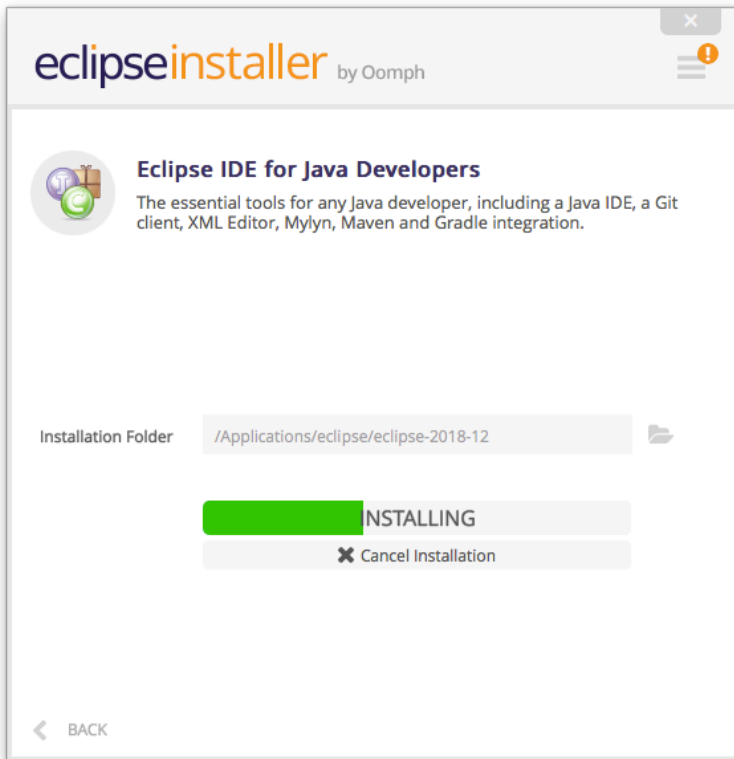 eclipseinstaller by Oomph
!
Eclipse IDE for Java Developers
The essential tools for any Java developer, including a Java IDE, a Git
client, XML Editor, Mylyn, Maven and Gradle integration.
J
C
Installation Folder /Applications/eclipse/eclipse-2018-12
INSTALLING
Cancel Installation
BACK